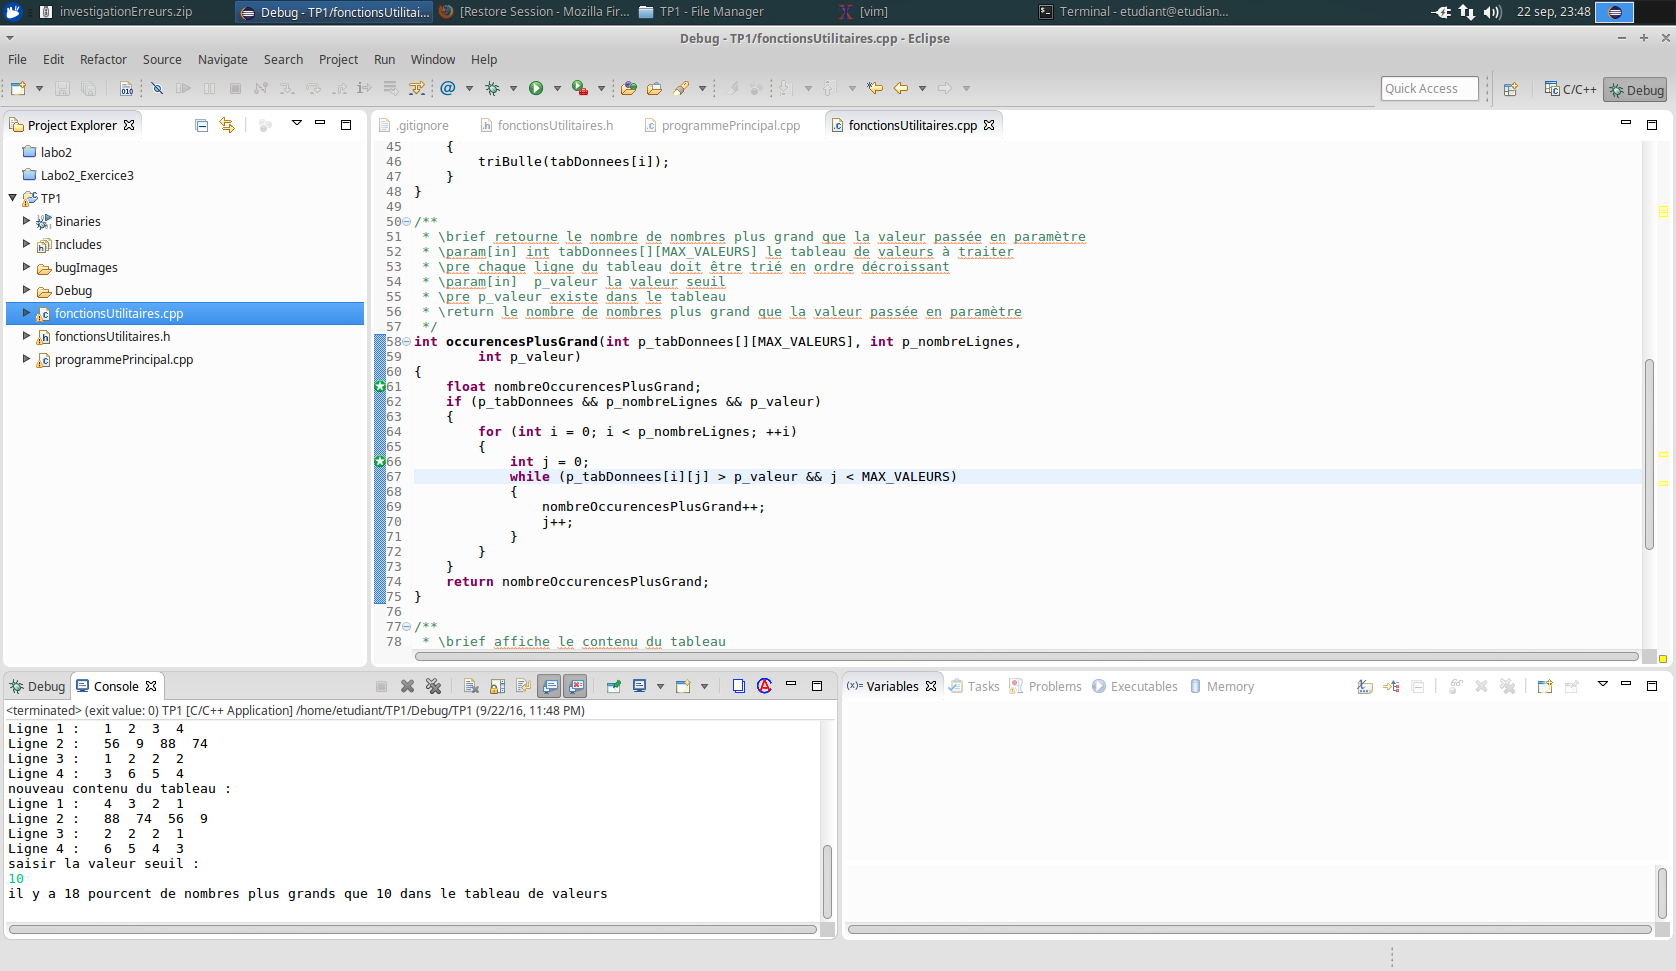 investigationErreurs.zip
Debug - TP1/fonctionsUtilitai...
[Restore Session - Mozilla Fir...
TP1 - File Manager
[vim]
Terminal - etudiant@etudian...
22 sep, 23:48
Debug - TP1/fonctionsUtilitaires.cpp - Eclipse
File Edit Refactor Source Navigate Search Project Run Window Help
Quick Access
C/C++
Debug
Project Explorer
labo2
Labo2_Exercice3
TP1
Binaries
Includes
bugImages
Debug
fonctionsUtilitaires.cpp
fonctionsUtilitaires.h
programmePrincipal.cpp
.gitignore fonctionsUtilitaires.h programmePrincipal.cpp fonctionsUtilitaires.cpp
45 {
46 triBulle(tabDonnees[i]);
47 }
48 }
49
50 /**
51 * \brief retourne le nombre de nombres plus grand que la valeur passée en paramètre
52 * \param[in] int tabDonnees[][MAX_VALEURS] le tableau de valeurs à traiter
53 * \pre chaque ligne du tableau doit être trié en ordre décroissant
54 * \param[in]  p_valeur la valeur seuil
55 * \pre p_valeur existe dans le tableau
56 * \return le nombre de nombres plus grand que la valeur passée en paramètre
57 */
58 int occurencesPlusGrand(int p_tabDonnees[][MAX_VALEURS], int p_nombreLignes,
59 int p_valeur)
60 {
61 float nombreOccurencesPlusGrand;
62 if (p_tabDonnees && p_nombreLignes && p_valeur)
63 {
64 for (int i = 0; i < p_nombreLignes; ++i)
65 {
66 int j = 0;
67 while (p_tabDonnees[i][j] > p_valeur && j < MAX_VALEURS)
68 {
69 nombreOccurencesPlusGrand++;
70 j++;
71 }
72 }
73 }
74 return nombreOccurencesPlusGrand;
75 }
76
77 /**
78 * \brief affiche le contenu du tableau
Debug Console
<terminated> (exit value: 0) TP1 [C/C++ Application] /home/etudiant/TP1/Debug/TP1 (9/22/16, 11:48 PM)
Ligne 1 :   1  2  3  4
Ligne 2 :   56  9  88  74
Ligne 3 :   1  2  2  2
Ligne 4 :   3  6  5  4
nouveau contenu du tableau :
Ligne 1 :   4  3  2  1
Ligne 2 :   88  74  56  9
Ligne 3 :   2  2  2  1
Ligne 4 :   6  5  4  3
saisir la valeur seuil :
10
il y a 18 pourcent de nombres plus grands que 10 dans le tableau de valeurs
(x)= Variables Tasks Problems Executables Memory